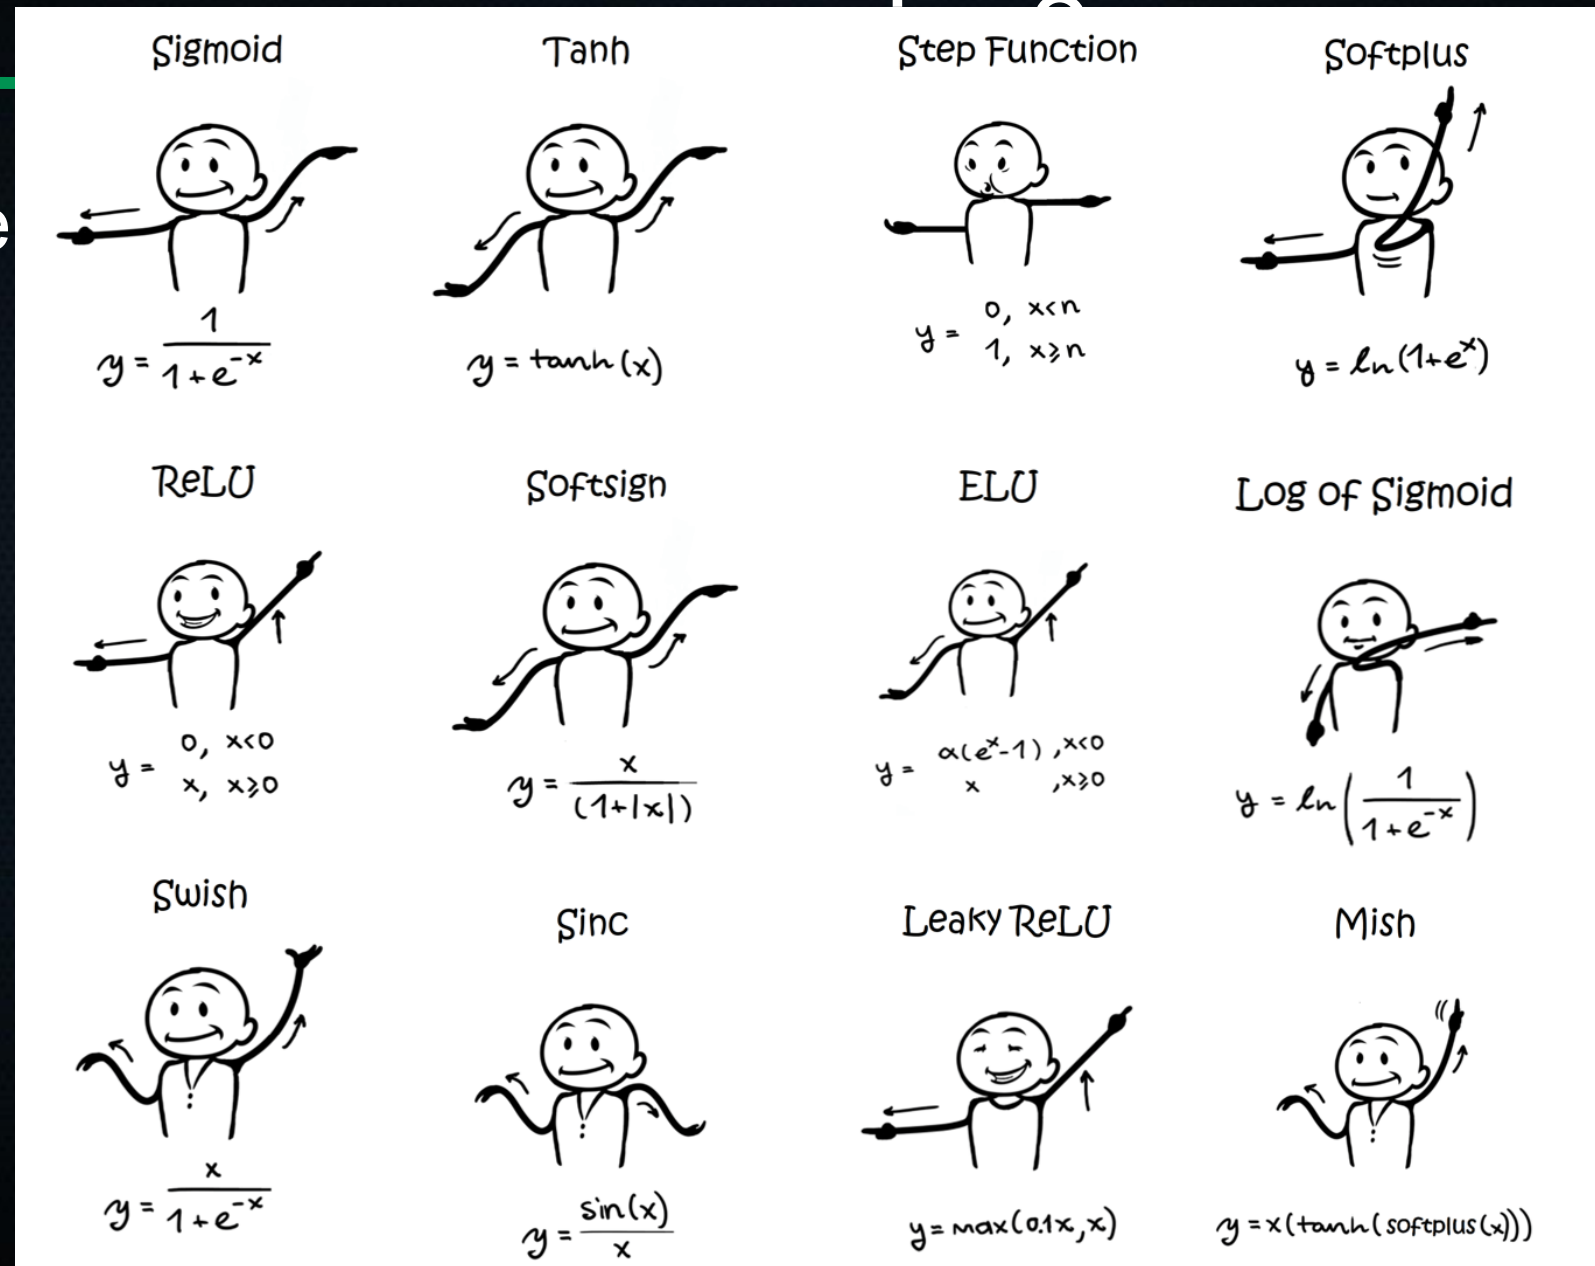 Sigmoid
Tanh
Step Function
Softplus
y = 1 / (1 + e^-x)
y = tanh(x)
y = 0, x<n
1, x≥n
y = ln(1+e^x)
ReLU
Softsign
ELU
Log of Sigmoid
y = 0, x<0
x, x≥0
y = x / (1+|x|)
y = α(e^x-1), x<0
x, x≥0
y = ln(1 / (1 + e^-x))
Swish
Sinc
Leaky ReLU
Mish
y = x / (1 + e^-x)
y = sin(x) / x
y = max(0.1x, x)
y = x(tanh(softplus(x)))